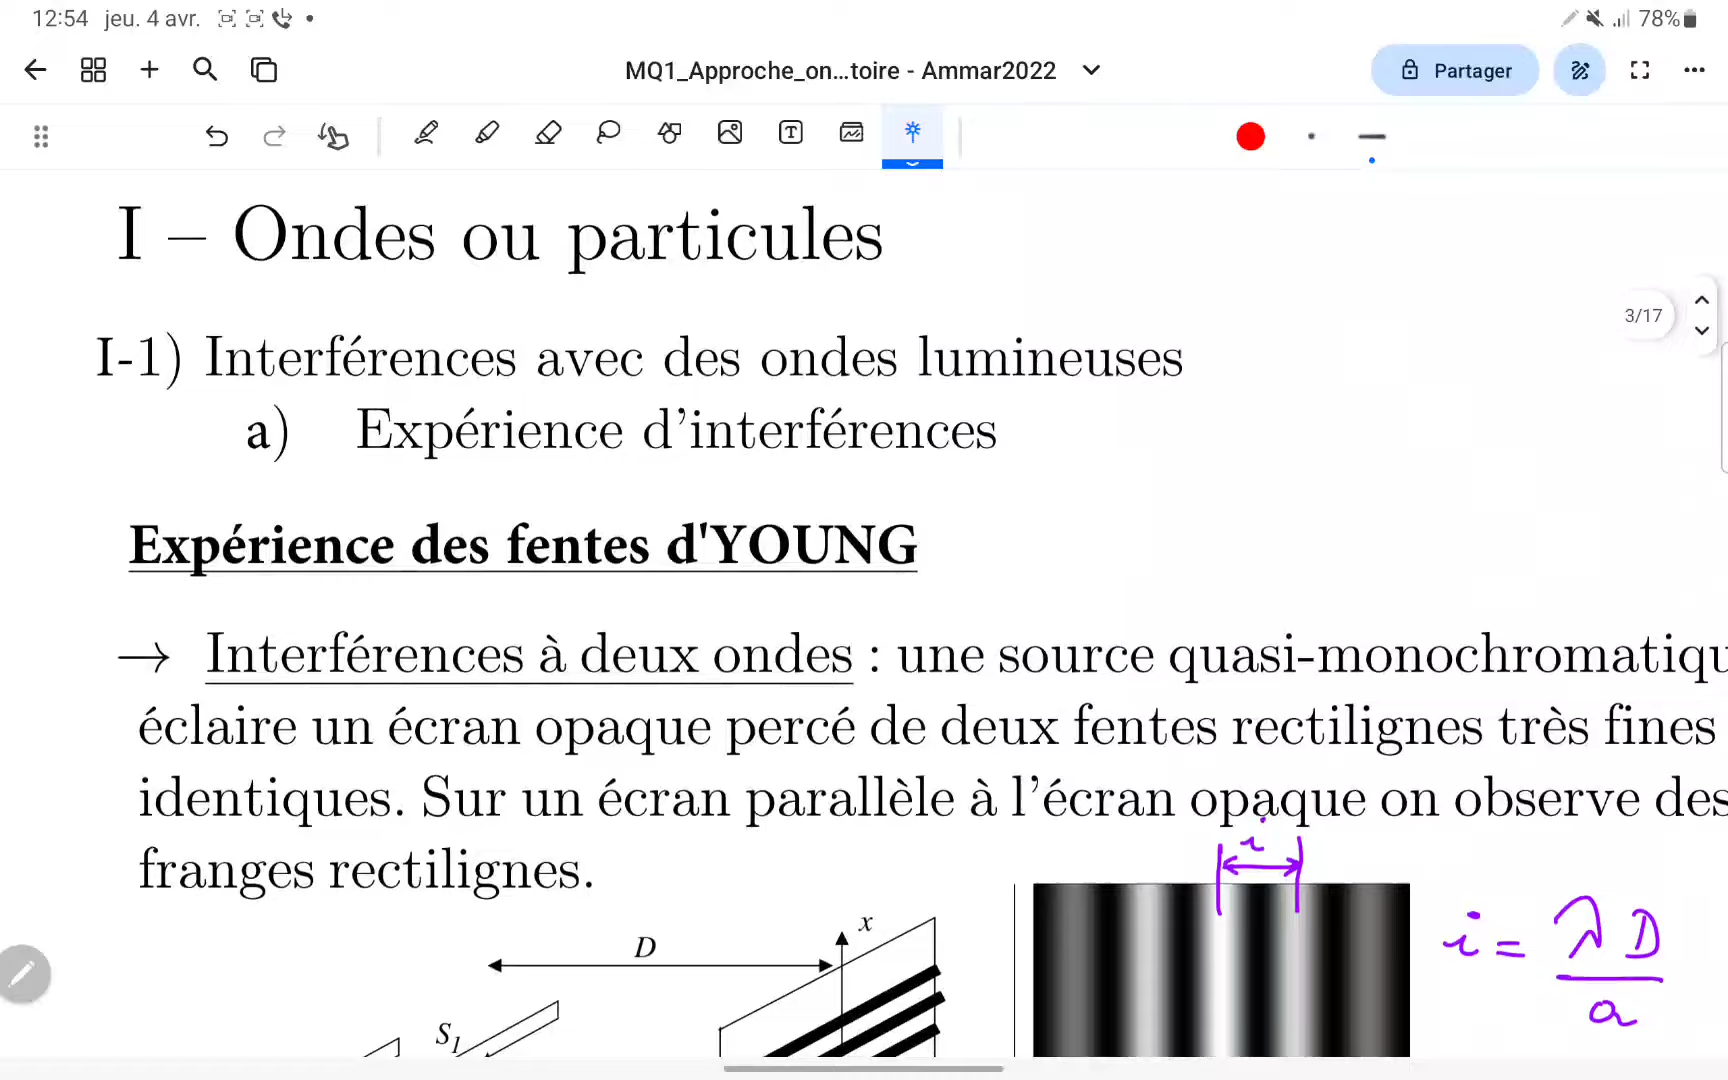 12:54 jeu. 4 avr.
78%
MQ1_Approche_on...toire - Ammar2022
Partager
I – Ondes ou particules
3/17
I-1) Interférences avec des ondes lumineuses
a) Expérience d'interférences
Expérience des fentes d'YOUNG
→ Interférences à deux ondes : une source quasi-monochromatiqu
éclaire un écran opaque percé de deux fentes rectilignes très fines
identiques. Sur un écran parallèle à l'écran opaque on observe des
franges rectilignes.
i
x
D
i = λD
a
S1